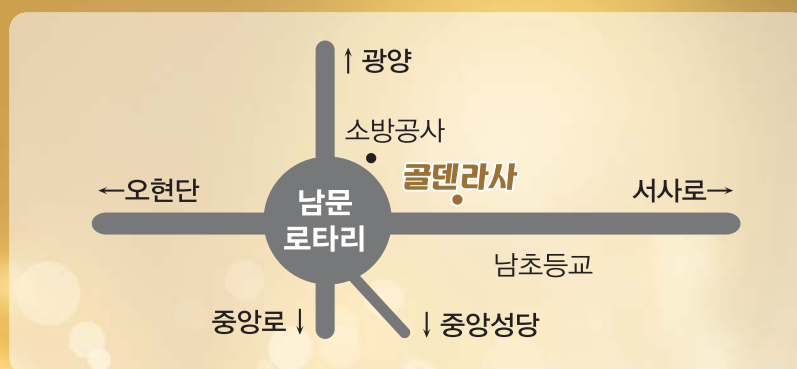 ↑ 광양
소방공사
골덴라사
←오현단
서사로→
남문
로타리
남초등교
중앙로 ↓
↓ 중앙성당